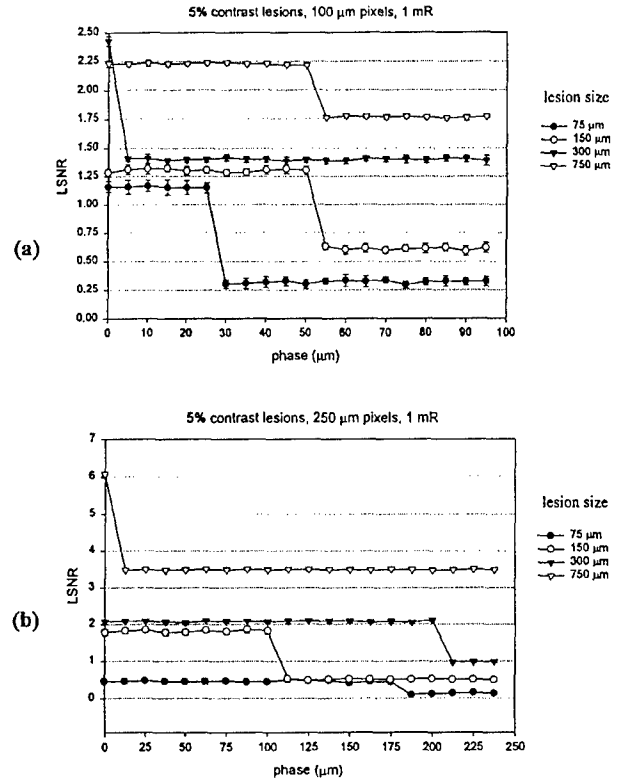 5% contrast lesions, 100 µm pixels, 1 mR
2.50
2.25
2.00
1.75
1.50
1.25
1.00
0.75
0.50
0.25
0.00
LSNR
(a)
0 10 20 30 40 50 60 70 80 90 100
phase (µm)
lesion size
75 µm
150 µm
300 µm
750 µm
5% contrast lesions, 250 µm pixels, 1 mR
7
6
5
4
3
2
1
0
LSNR
(b)
0 25 50 75 100 125 150 175 200 225 250
phase (µm)
lesion size
75 µm
150 µm
300 µm
750 µm